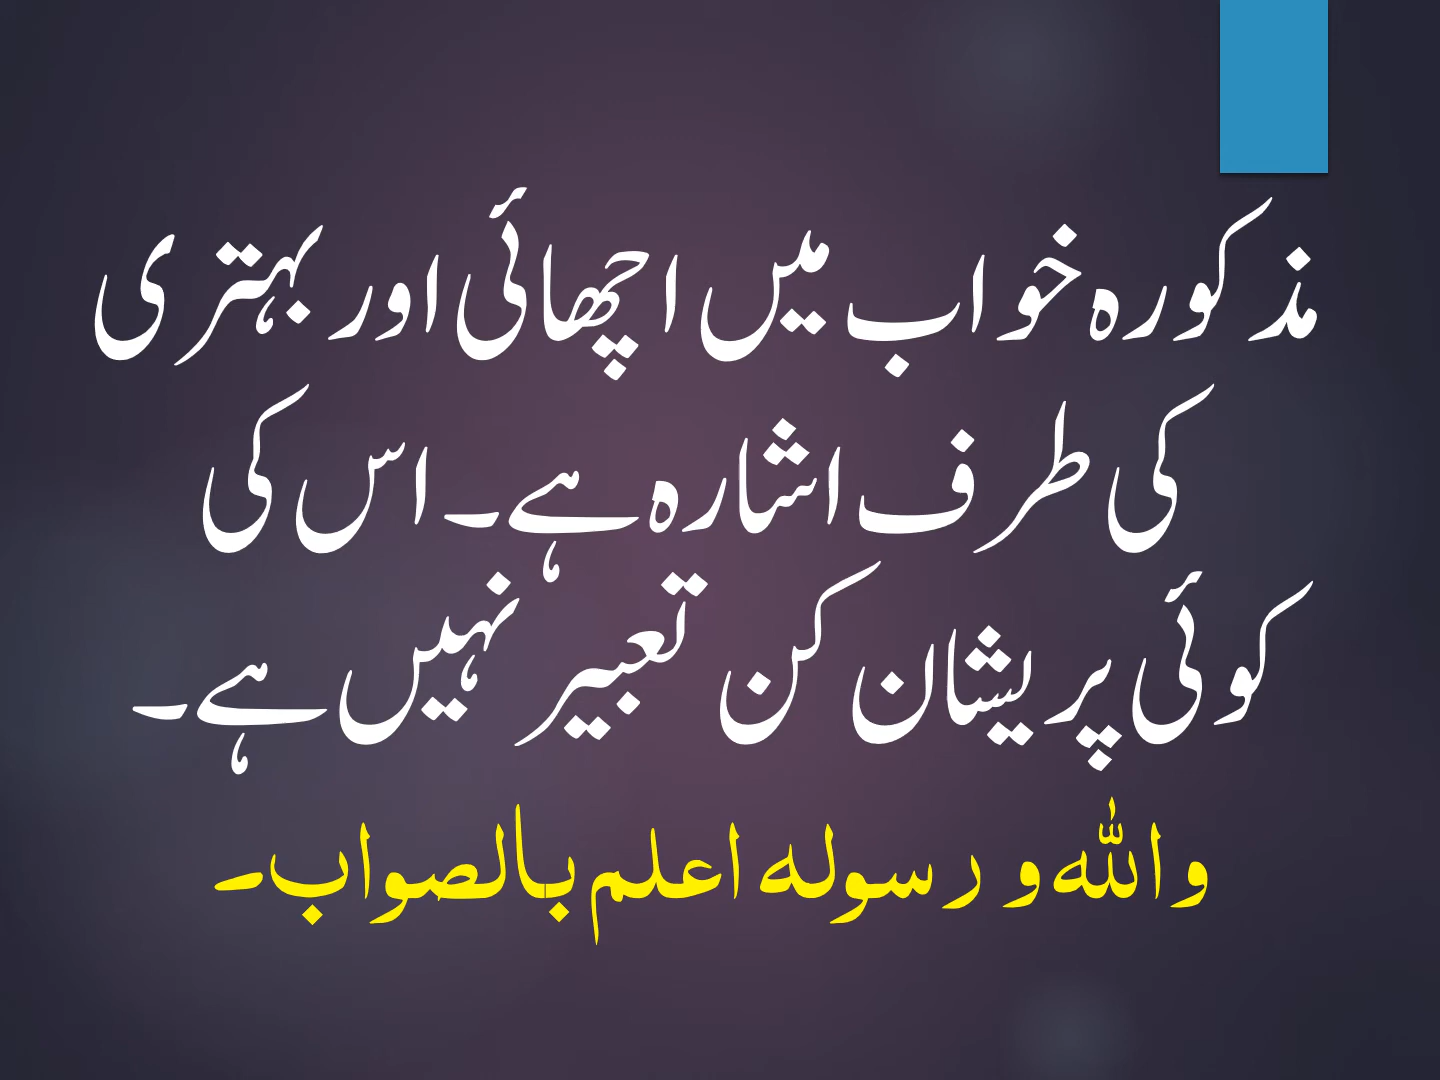 مذکورہ خواب میں اچھائی اور بہتری
کی طرف اشارہ ہے۔ اس کی
کوئی پریشان کن تعبیر نہیں ہے۔
واللہ و رسولہ اعلم بالصواب۔